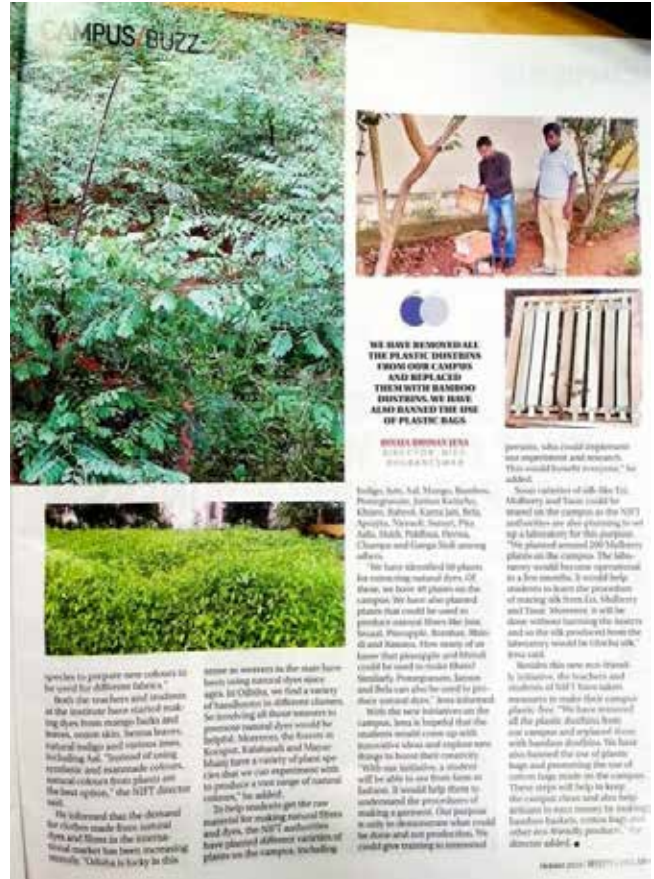 CAMPUS/BUZZ
WE HAVE REMOVED ALL
THE PLASTIC DUSTBINS
FROM OUR CAMPUS
AND REPLACED
THEM WITH BAMBOO
DUSTBINS. WE HAVE
ALSO BANNED THE USE
OF PLASTIC BAGS
BINAYA BHUSAN JENA
DIRECTOR NIFT
BHUBANESWAR
species to prepare new colours to
be used for different fabrics."
Both the teachers and students
at the institute have started mak-
ing dyes from mango barks and
leaves, onion skin, henna leaves,
natural indigo and various trees,
including Sal. "Instead of using
synthetic and manmade colours,
natural colours from plants are
the best option," the NIFT director
said.
He informed that the demand
for clothes made from natural
dyes and fibres in the interna-
tional market has been increasing
"Odisha is lucky in this
sense as weavers in the state have
been using natural dyes since
ages. In Odisha, we find a variety
of handlooms in different clusters.
So involving all those weavers to
promote natural dyes would be
helpful. Moreover, the forests in
Koraput, Kalahandi and Mayur-
bhanj have a variety of plant spe-
cies that we can experiment with
to produce a vast range of natural
colours," he added.
To help students get the raw
material for making natural fibres
and dyes, the NIFT authorities
have planted different varieties of
plants on the campus, including
Indigo, Jute, Sal, Mango, Bamboo,
Pomegranate, Jamun
Khaira, Bela,
Henna,
Champa and among
others.
"We have identified plants
for extracting natural dyes. Of
these, we have plants on the
campus. We have also planted
plants that could be used to
produce natural fibres like Jute,
Pineapple, Bamboo,
and Banana. How many of us
know that pineapple and Bhindi
could be used to make fibres?
Similarly, Pomegranate, Jamun
and Bela can also be used to pro-
duce natural dyes," Jena informed.
With the new initiatives on the
campus, Jena is hopeful that the
students would come up with
innovative ideas and explore new
things to boost their creativity.
"With our initiative, a student
will be able to see from farm to
fashion. It would help them to
understand the procedures of
making a garment. Our purpose
is only to demonstrate what could
be done and not production. We
could give training to interested
persons, who could implement
our experiment and research.
This would benefit everyone," he
added.
Some varieties of silk like Eri,
Mulberry and Tasar could be
reared on the campus as the NIFT
authorities are also planning to set
up a laboratory for this purpose.
"We planted around 200 Mulberry
plants on the campus. The labo-
ratory would become operational
in a few months. It would help
students to learn the procedure
of rearing silk from Eri, Mulberry
and Tasar. Moreover, it will be
done without harming the insects
and so the silk produced from the
laboratory would be silk,"
Jena said.
Besides this new eco-friend-
ly initiative, the teachers and
students of NIFT have taken
measures to make their campus
plastic-free. "We have removed
all the plastic dustbins from
our campus and replaced them
with bamboo dustbins. We have
also banned the use of plastic
bags and promoting the use of
cotton bags made on the campus.
These steps will help to keep
the campus clean and also help
artisans to earn money by making
bamboo baskets, cotton bags and
other eco-friendly products," the
director added.